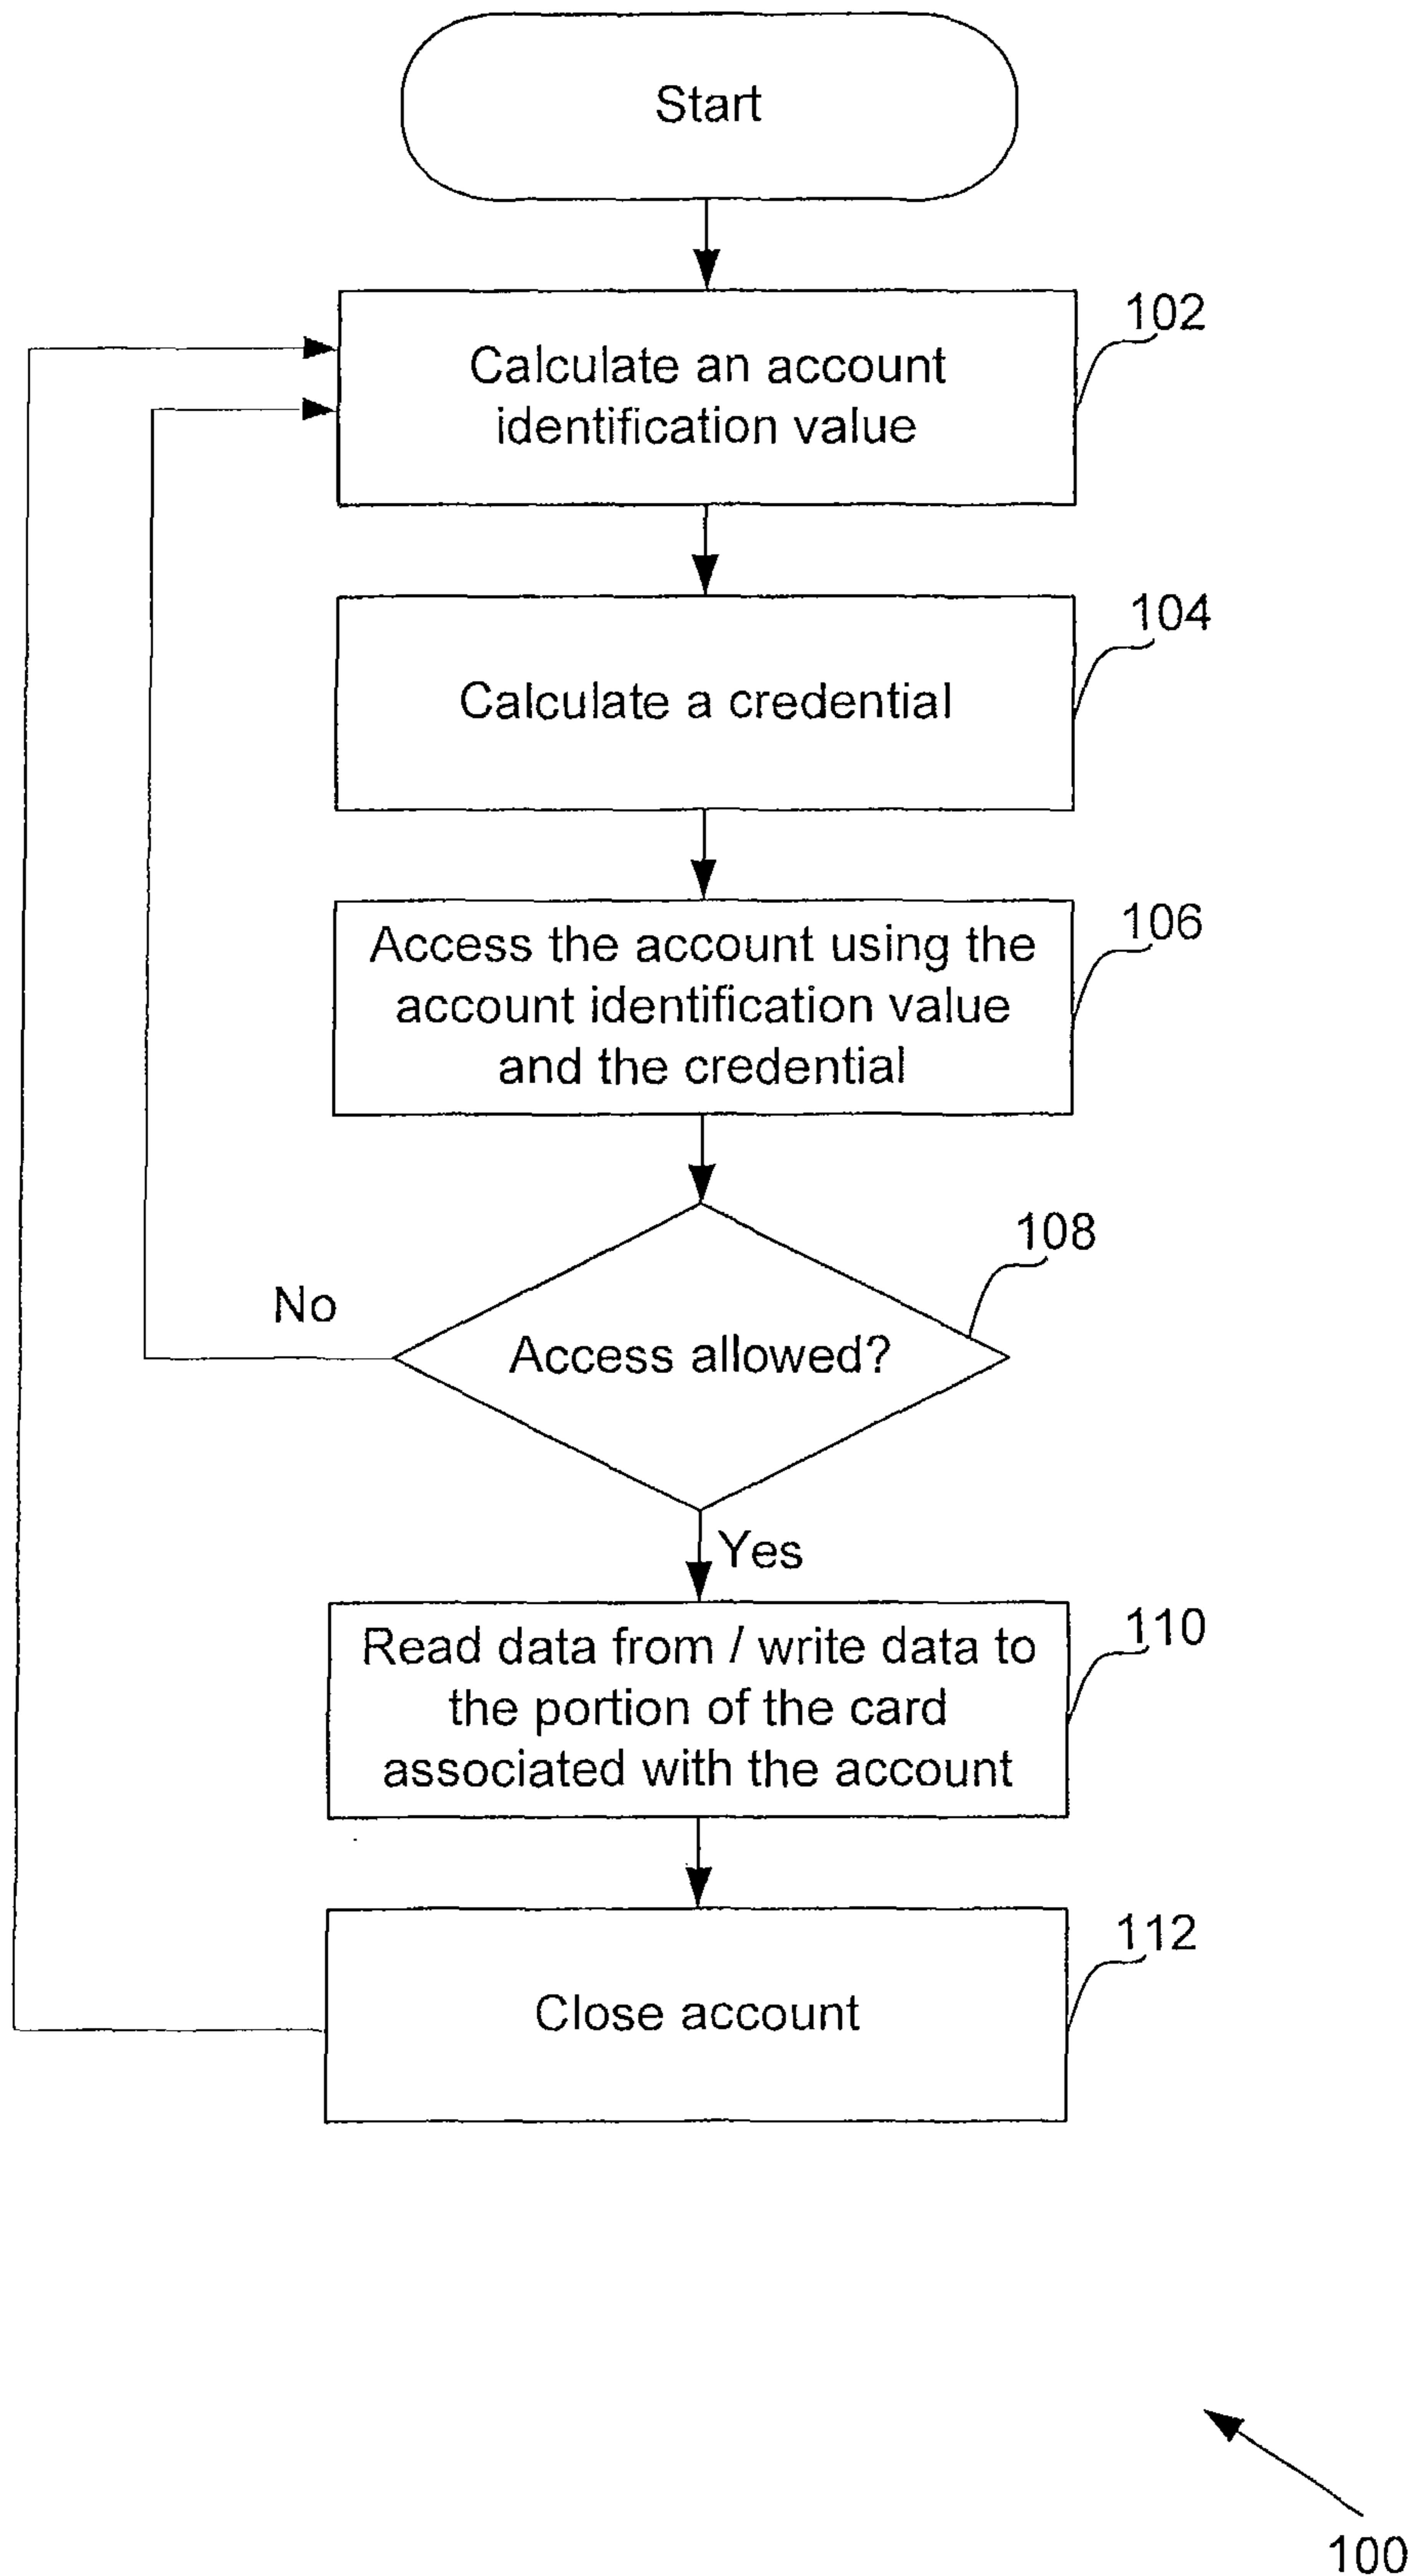 Start
102
Calculate an account
identification value
104
Calculate a credential
106
Access the account using the
account identification value
and the credential
108
No
Access allowed?
Yes
110
Read data from / write data to
the portion of the card
associated with the account
112
Close account
100